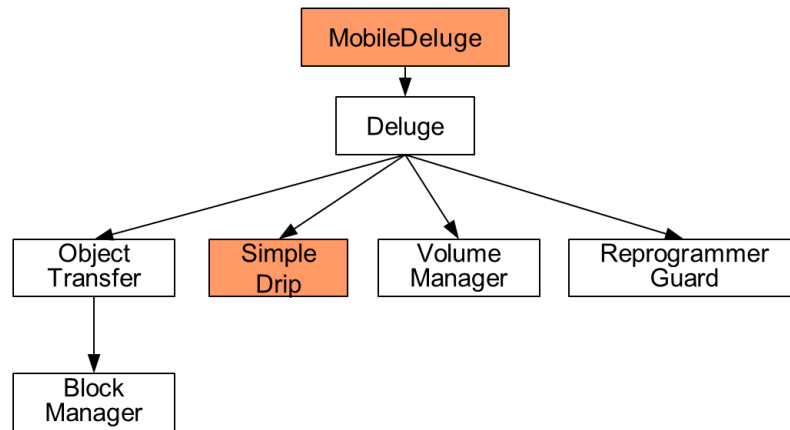 MobileDeluge
Deluge
Object
Transfer
Simple
Drip
Volume
Manager
Reprogrammer
Guard
Block
Manager